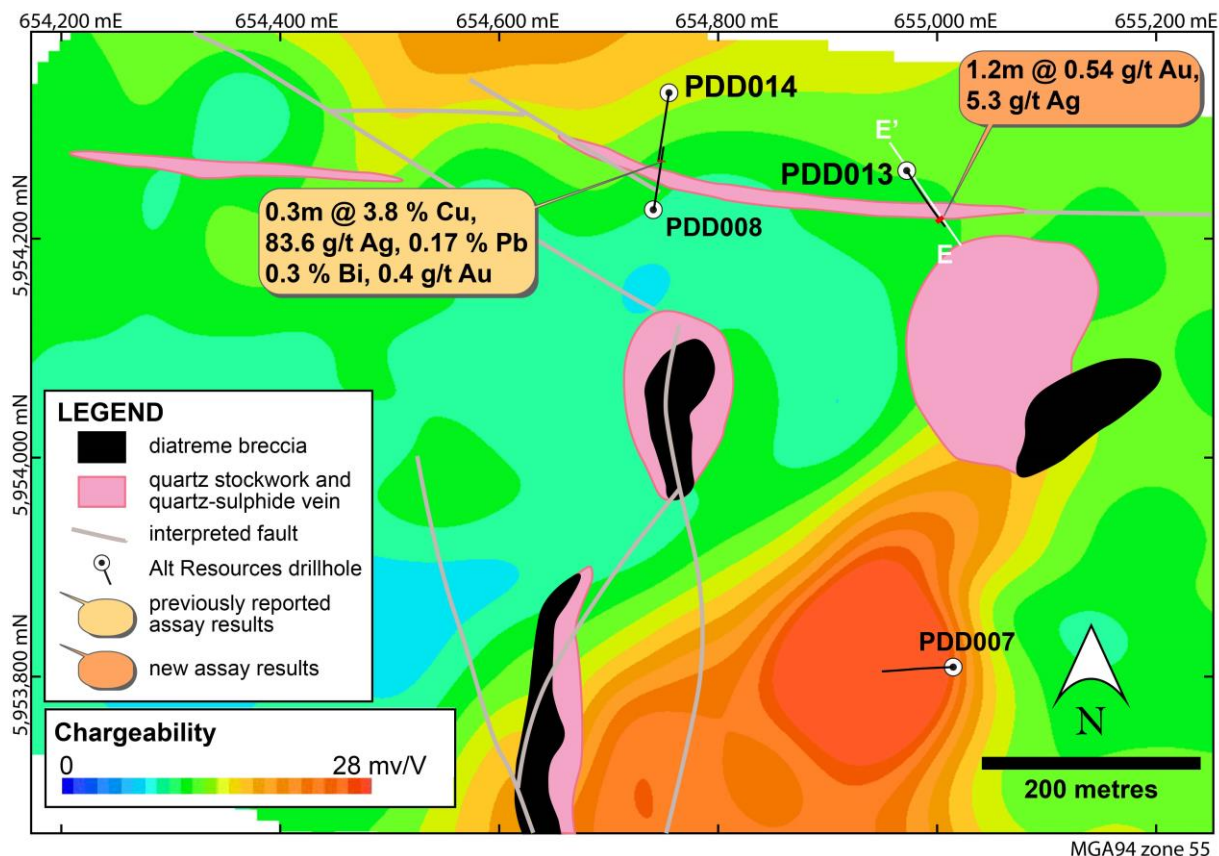 654,200 mE
654,400 mE
654,600 mE
654,800 mE
655,000 mE
655,200 mE
5,954,200 mN
5,954,000 mN
5,953,800 mN
PDD014
1.2m @ 0.54 g/t Au,
5.3 g/t Ag
E'
PDD013
E
0.3m @ 3.8 % Cu,
83.6 g/t Ag, 0.17 % Pb
0.3 % Bi, 0.4 g/t Au
PDD008
LEGEND
diatreme breccia
quartz stockwork and
quartz-sulphide vein
interpreted fault
Alt Resources drillhole
previously reported
assay results
new assay results
Chargeability
0
28 mv/V
PDD007
N
200 metres
MGA94 zone 55